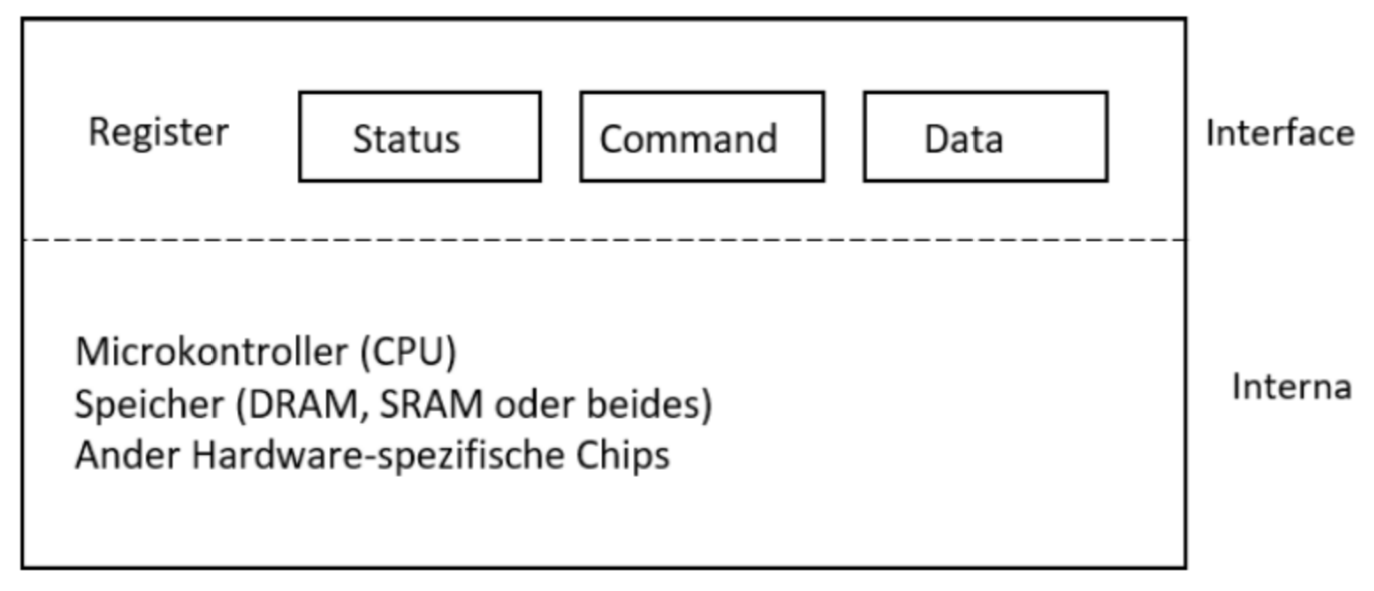 Register Status Command Data Interface
Microkontroller (CPU)
Speicher (DRAM, SRAM oder beides)
Interna
Ander Hardware-spezifische Chips